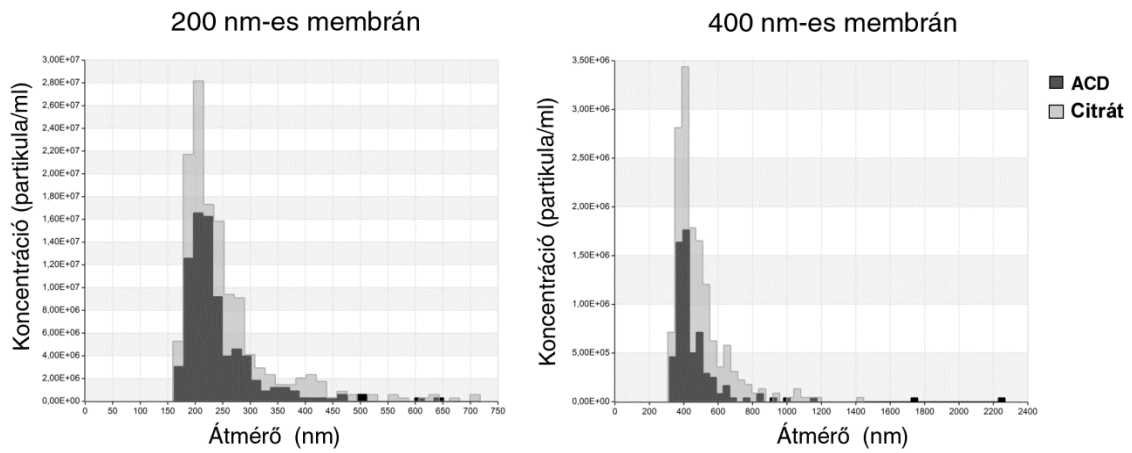 200 nm-es membrán
Koncentráció (partikula/ml)
3,00E+07
2,80E+07
2,60E+07
2,40E+07
2,20E+07
2,00E+07
1,80E+07
1,60E+07
1,40E+07
1,20E+07
1,00E+07
8,00E+06
6,00E+06
4,00E+06
2,00E+06
0,00E+00
0 50 100 150 200 250 300 350 400 450 500 550 600 650 700 750
Átmérő (nm)
400 nm-es membrán
Koncentráció (partikula/ml)
3,50E+06
3,00E+06
2,50E+06
2,00E+06
1,50E+06
1,00E+06
5,00E+05
0,00E+00
0 200 400 600 800 1000 1200 1400 1600 1800 2000 2200 2400
Átmérő (nm)
ACD
Citrát